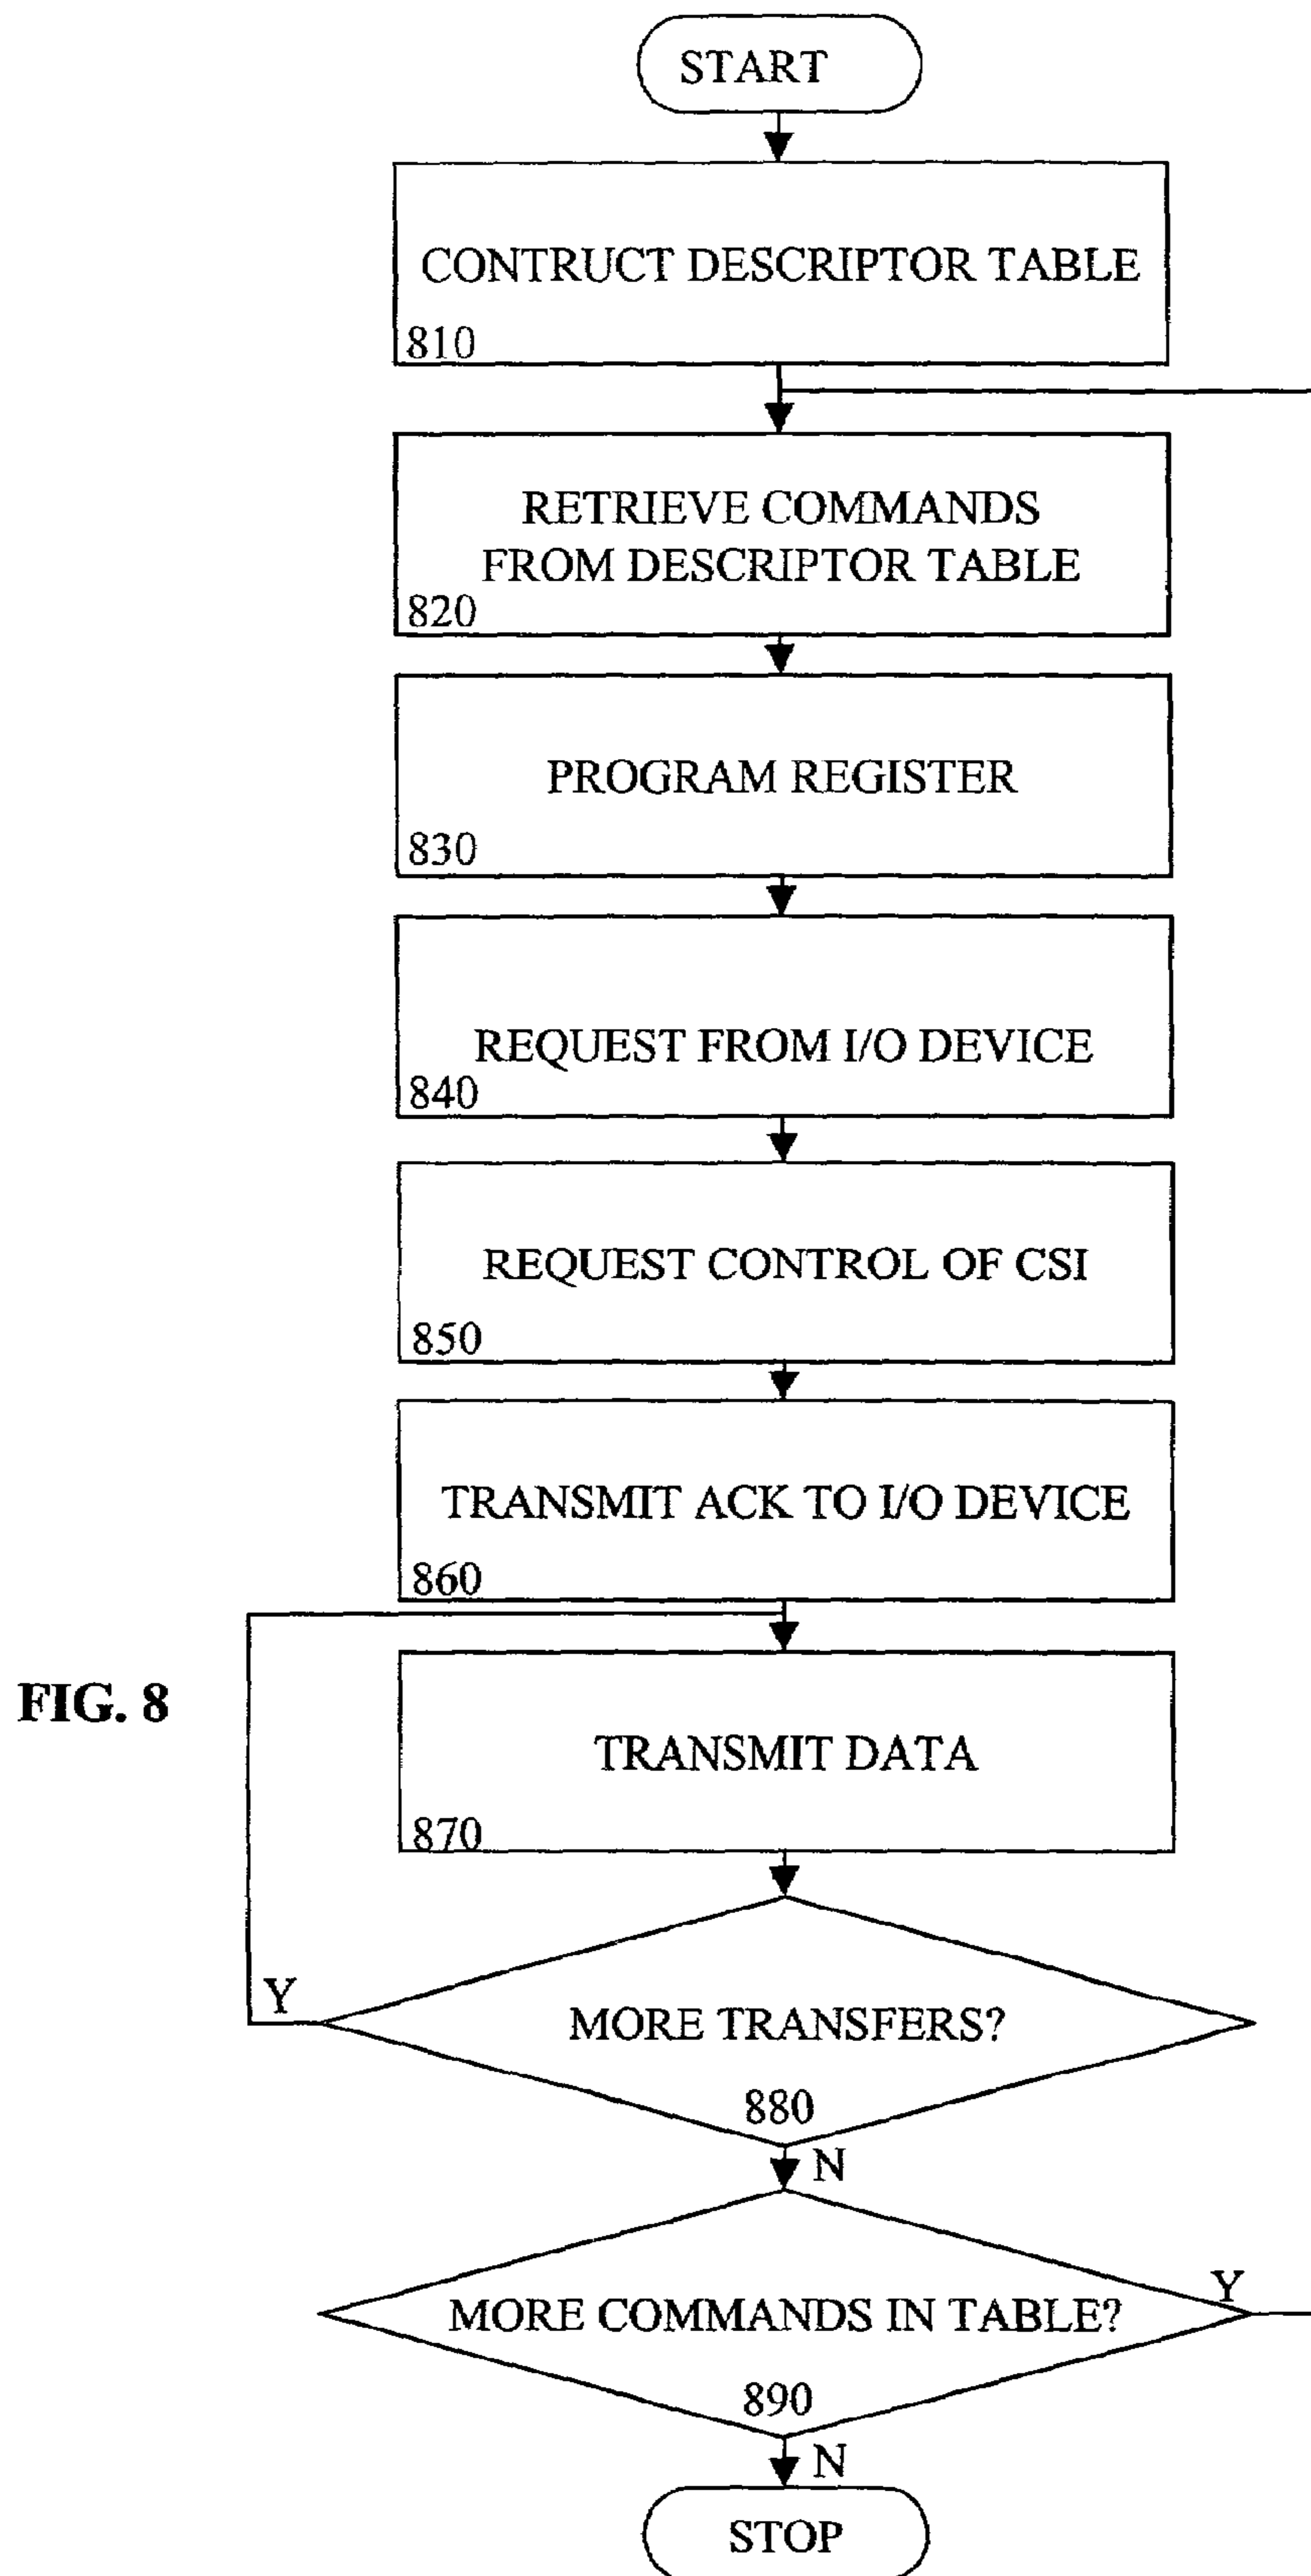 START
CONTRUCT DESCRIPTOR TABLE
810
RETRIEVE COMMANDS
FROM DESCRIPTOR TABLE
820
PROGRAM REGISTER
830
REQUEST FROM I/O DEVICE
840
REQUEST CONTROL OF CSI
850
TRANSMIT ACK TO I/O DEVICE
860
FIG. 8
TRANSMIT DATA
870
Y
MORE TRANSFERS?
880
N
Y
MORE COMMANDS IN TABLE?
890
N
STOP